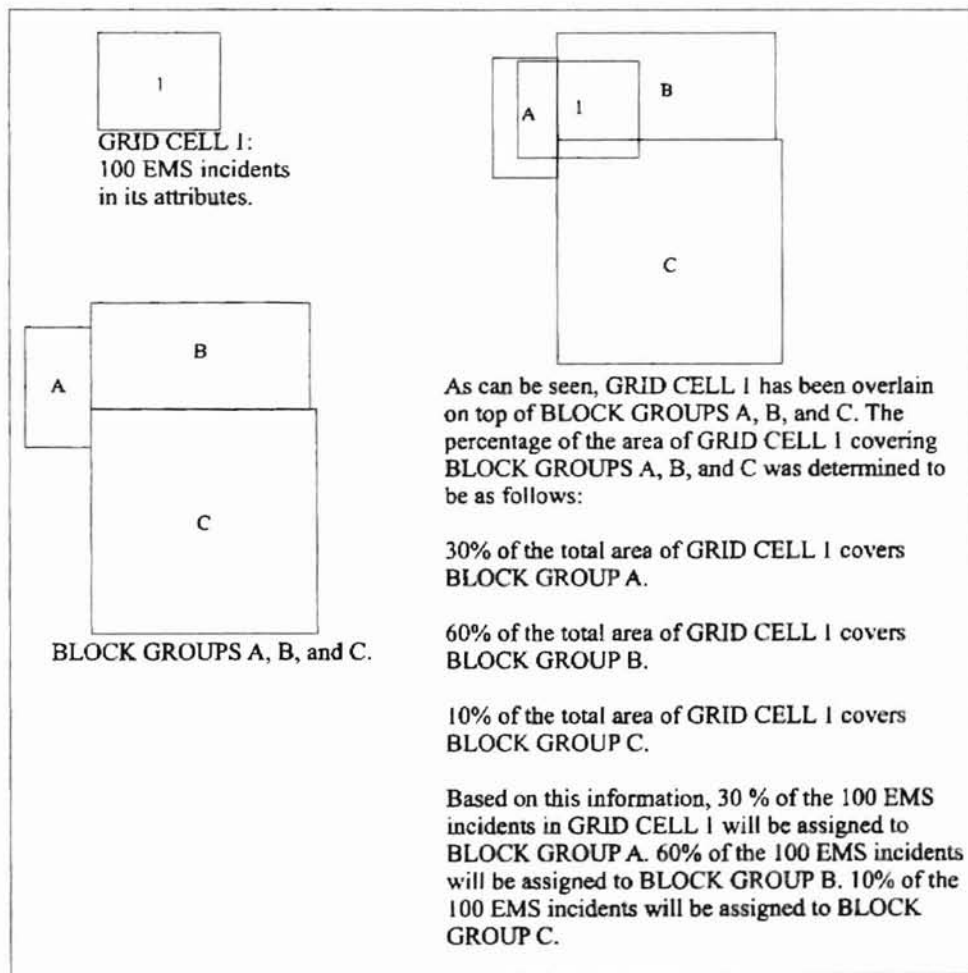 1
GRID CELL 1:
100 EMS incidents
in its attributes.
A
B
C
BLOCK GROUPS A, B, and C.
A
1
B
C
As can be seen, GRID CELL 1 has been overlain
on top of BLOCK GROUPS A, B, and C. The
percentage of the area of GRID CELL 1 covering
BLOCK GROUPS A, B, and C was determined to
be as follows:
30% of the total area of GRID CELL 1 covers
BLOCK GROUP A.
60% of the total area of GRID CELL 1 covers
BLOCK GROUP B.
10% of the total area of GRID CELL 1 covers
BLOCK GROUP C.
Based on this information, 30 % of the 100 EMS
incidents in GRID CELL 1 will be assigned to
BLOCK GROUP A. 60% of the 100 EMS incidents
will be assigned to BLOCK GROUP B. 10% of the
100 EMS incidents will be assigned to BLOCK
GROUP C.